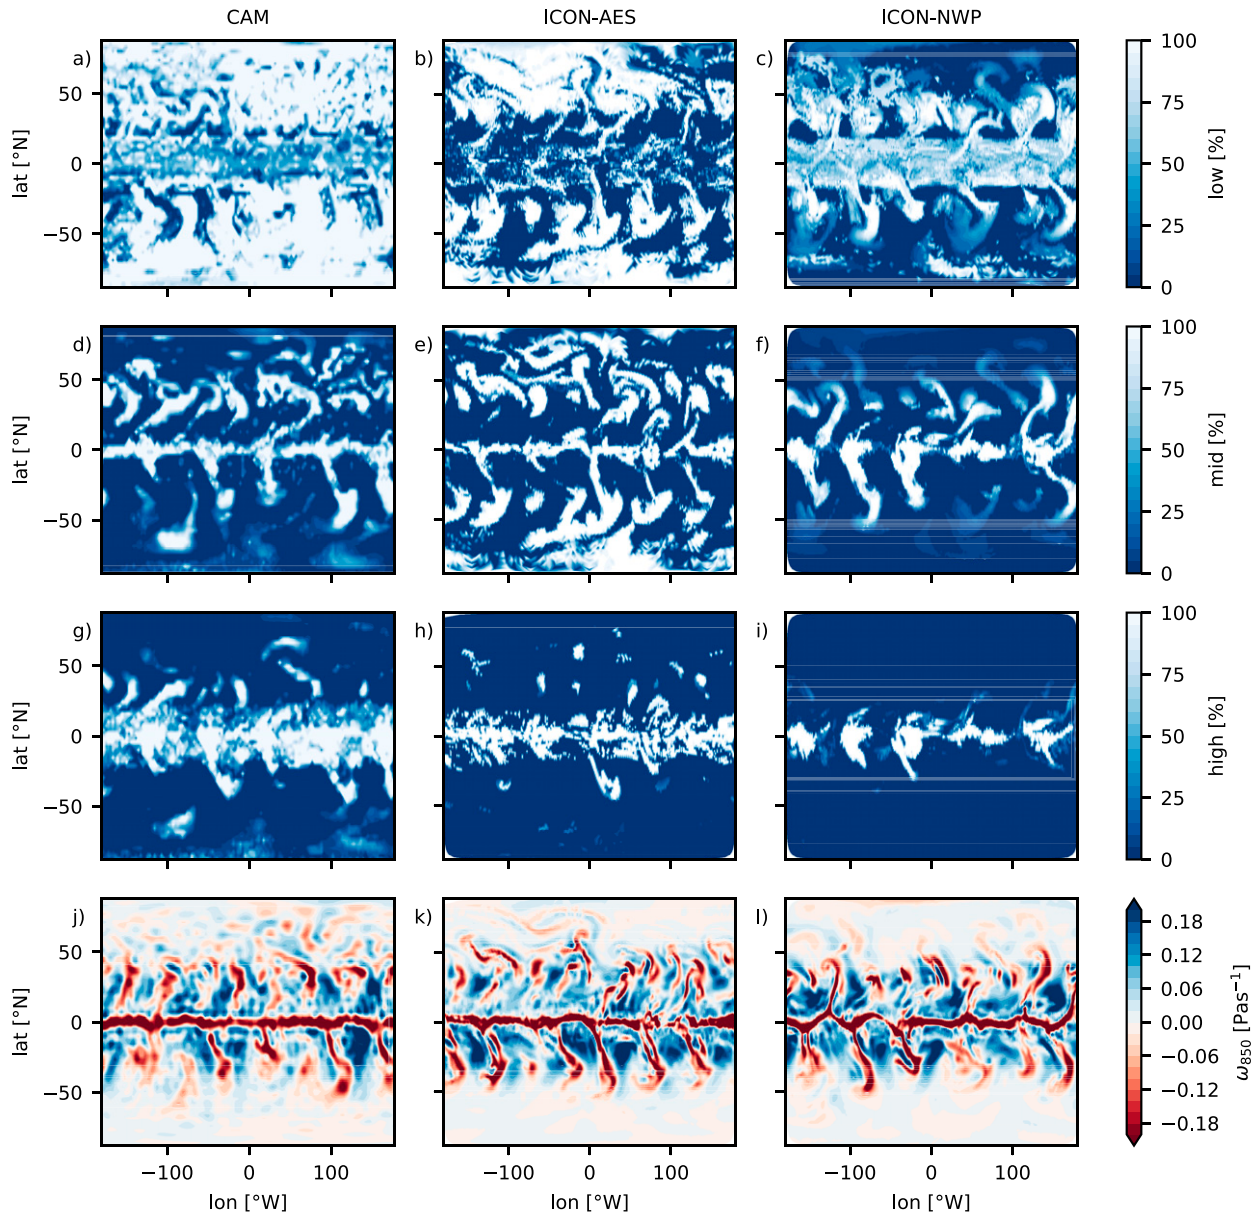 CAM ICON-AES ICON-NWP
a) b) c) 100
50 75
lat [°N] 0 50 low [%]
−50 25
0
d) e) f) 100
50 75
lat [°N] 0 50 mid [%]
−50 25
0
g) h) i) 100
50 75
lat [°N] 0 50 high [%]
−50 25
0
j) k) l) 0.18
50 0.12
0.06
lat [°N] 0 0.00 ω850 [Pas−1]
−0.06
−50 −0.12
−0.18
−100 0 100 −100 0 100 −100 0 100
lon [°W] lon [°W] lon [°W]